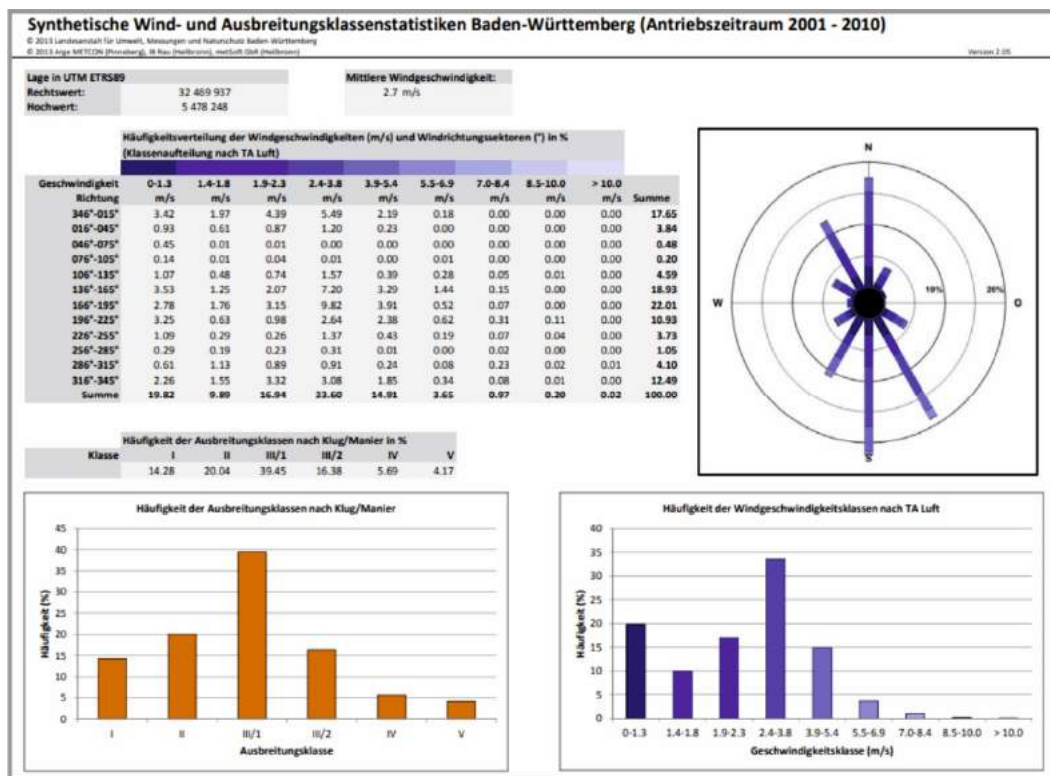 Synthetische Wind- und Ausbreitungsklassenstatistiken Baden-Württemberg (Antriebszeitraum 2001 - 2010)
© 2013 Landesanstalt für Umwelt, Messungen und Naturschutz Baden-Württemberg
© 2013 Arge METCON (Pinneberg), IB Rau (Heilbronn), metSoft GbR (Heilbronn) Version 2.05
Lage in UTM ETRS89 Mittlere Windgeschwindigkeit:
Rechtswert: 32 469 937 2.7 m/s
Hochwert: 5 478 248
Häufigkeitsverteilung der Windgeschwindigkeiten (m/s) und Windrichtungssektoren (°) in %
(Klassenaufteilung nach TA Luft)
Geschwindigkeit 0-1.3 1.4-1.8 1.9-2.3 2.4-3.8 3.9-5.4 5.5-6.9 7.0-8.4 8.5-10.0 > 10.0
Richtung m/s m/s m/s m/s m/s m/s m/s m/s m/s Summe
346°-015° 3.42 1.97 4.39 5.49 2.19 0.18 0.00 0.00 0.00 17.65
016°-045° 0.93 0.61 0.87 1.20 0.23 0.00 0.00 0.00 0.00 3.84
046°-075° 0.45 0.01 0.01 0.00 0.00 0.00 0.00 0.00 0.00 0.48
076°-105° 0.14 0.01 0.04 0.01 0.00 0.01 0.00 0.00 0.00 0.20
106°-135° 1.07 0.48 0.74 1.57 0.39 0.28 0.05 0.01 0.00 4.59
136°-165° 3.53 1.25 2.07 7.20 3.29 1.44 0.15 0.00 0.00 18.93
166°-195° 2.78 1.76 3.15 9.82 3.91 0.52 0.07 0.00 0.00 22.01
196°-225° 3.25 0.63 0.98 2.64 2.38 0.62 0.31 0.11 0.00 10.93
226°-255° 1.09 0.29 0.26 1.37 0.43 0.19 0.07 0.04 0.00 3.73
256°-285° 0.29 0.19 0.23 0.31 0.01 0.00 0.02 0.00 0.00 1.05
286°-315° 0.61 1.13 0.89 0.91 0.24 0.08 0.23 0.02 0.01 4.10
316°-345° 2.26 1.55 3.32 3.08 1.85 0.34 0.08 0.01 0.00 12.49
Summe 19.82 9.89 16.94 33.60 14.91 3.65 0.97 0.20 0.02 100.00
N
W
O
S
10%
20%
Häufigkeit der Ausbreitungsklassen nach Klug/Manier in %
Klasse I II III/1 III/2 IV V
14.28 20.04 39.45 16.38 5.69 4.17
Häufigkeit der Ausbreitungsklassen nach Klug/Manier
Häufigkeit (%)
45
40
35
30
25
20
15
10
5
0
I II III/1 III/2 IV V
Ausbreitungsklasse
Häufigkeit der Windgeschwindigkeitsklassen nach TA Luft
Häufigkeit (%)
40
35
30
25
20
15
10
5
0
0-1.3 1.4-1.8 1.9-2.3 2.4-3.8 3.9-5.4 5.5-6.9 7.0-8.4 8.5-10.0 > 10.0
Geschwindigkeitsklasse (m/s)